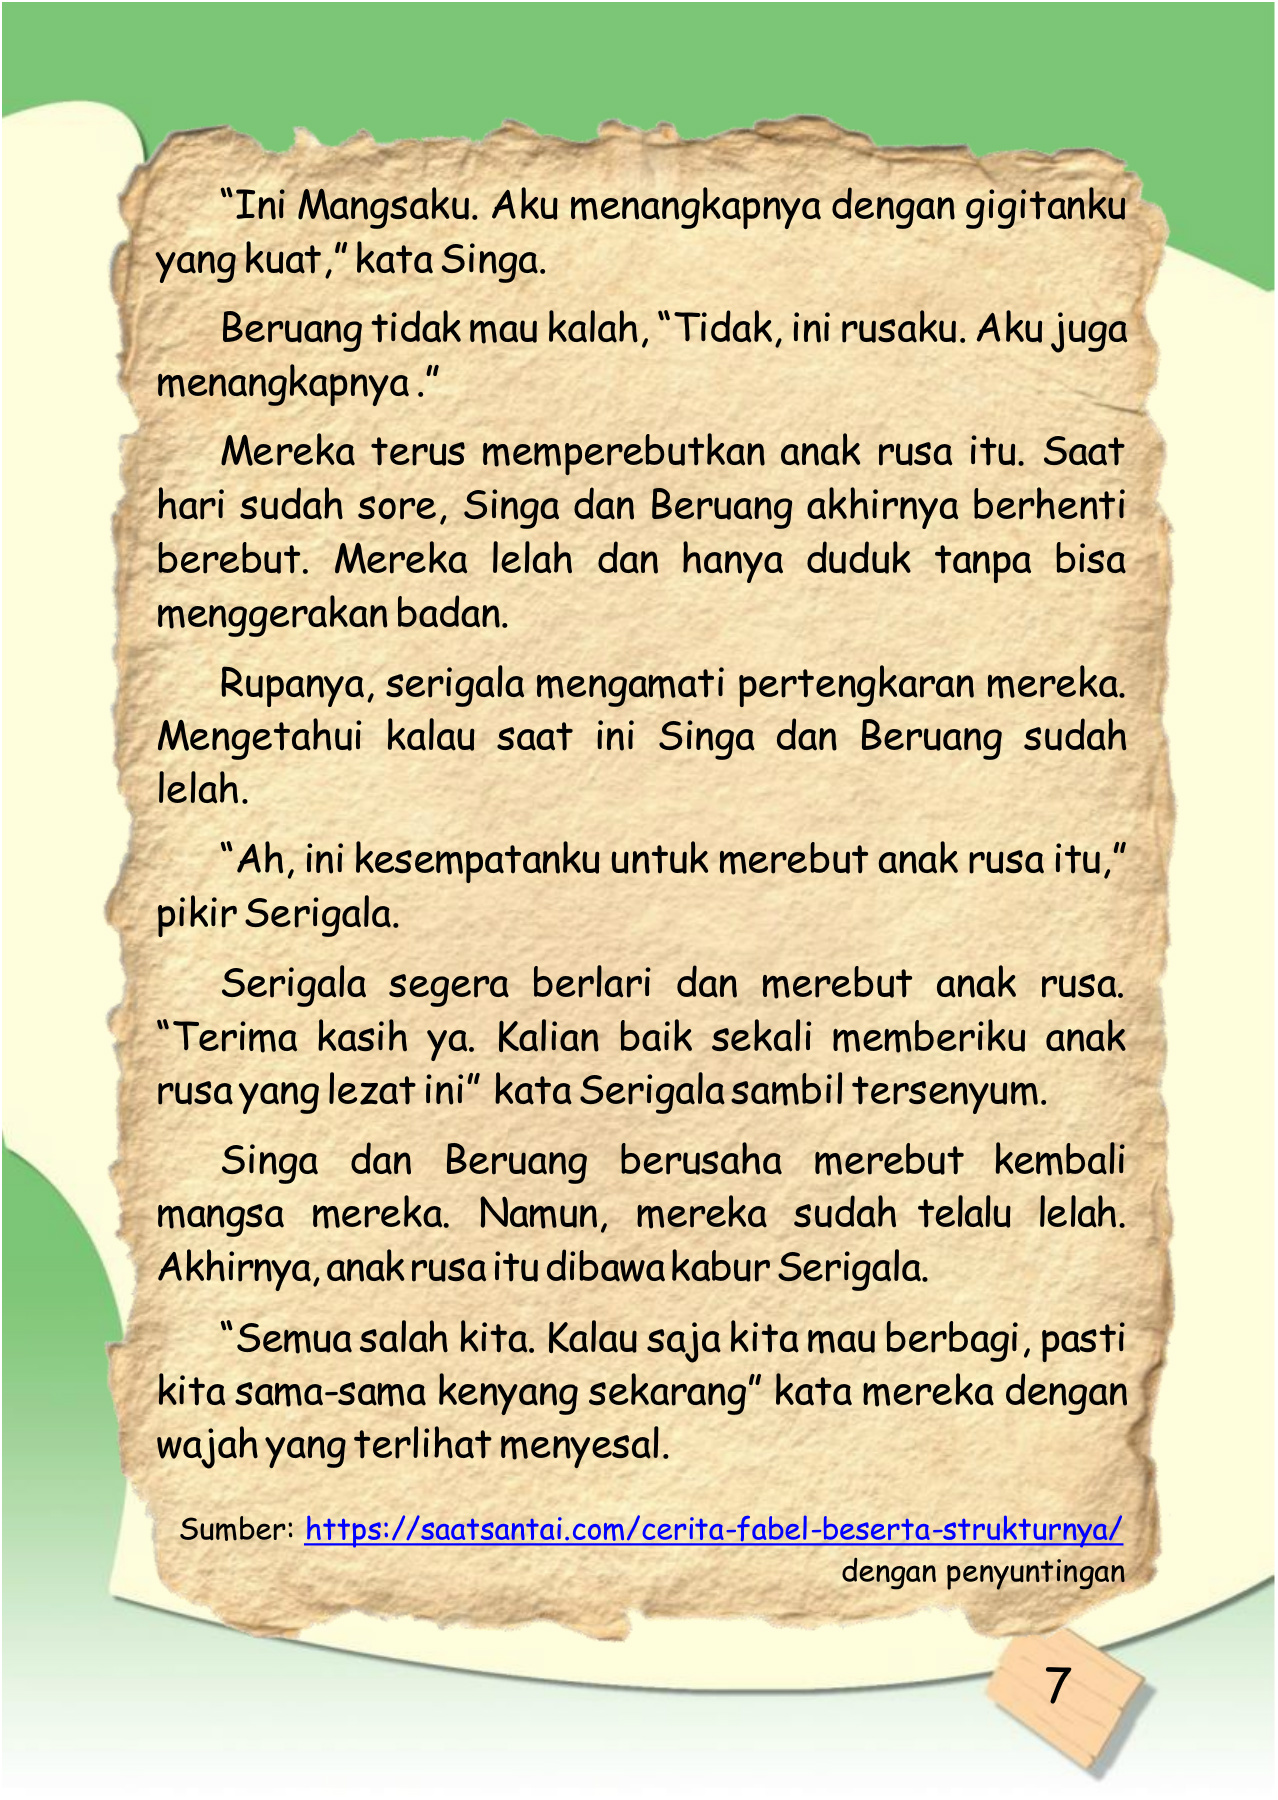 “Ini Mangsaku. Aku menangkapnya dengan gigitanku
yang kuat,” kata Singa.
Beruang tidak mau kalah, “Tidak, ini rusaku. Aku juga
menangkapnya .”
Mereka terus memperebutkan anak rusa itu. Saat
hari sudah sore, Singa dan Beruang akhirnya berhenti
berebut. Mereka lelah dan hanya duduk tanpa bisa
menggerakan badan.
Rupanya, serigala mengamati pertengkaran mereka.
Mengetahui kalau saat ini Singa dan Beruang sudah
lelah.
“Ah, ini kesempatanku untuk merebut anak rusa itu,”
pikir Serigala.
Serigala segera berlari dan merebut anak rusa.
“Terima kasih ya. Kalian baik sekali memberiku anak
rusa yang lezat ini” kata Serigala sambil tersenyum.
Singa dan Beruang berusaha merebut kembali
mangsa mereka. Namun, mereka sudah telalu lelah.
Akhirnya, anak rusa itu dibawa kabur Serigala.
“Semua salah kita. Kalau saja kita mau berbagi, pasti
kita sama-sama kenyang sekarang” kata mereka dengan
wajah yang terlihat menyesal.
Sumber: https://saatsantai.com/cerita-fabel-beserta-strukturnya/
dengan penyuntingan
7